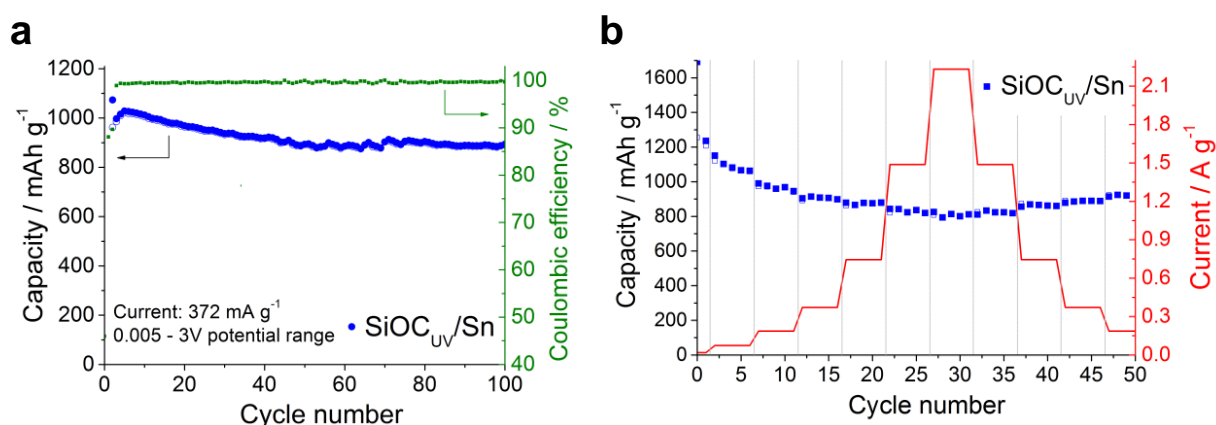 a
1200
1000
800
600
400
200
0
0 20 40 60 80 100
Capacity / mAh g⁻¹
Cycle number
100
90
80
70
60
50
40
Coulombic efficiency / %
Current: 372 mA g⁻¹
0.005 - 3V potential range
SiOC_UV/Sn
b
1600
1400
1200
1000
800
600
400
200
0
0 5 10 15 20 25 30 35 40 45 50
Capacity / mAh g⁻¹
Cycle number
2.1
1.8
1.5
1.2
0.9
0.6
0.3
0.0
Current / A g⁻¹
SiOC_UV/Sn